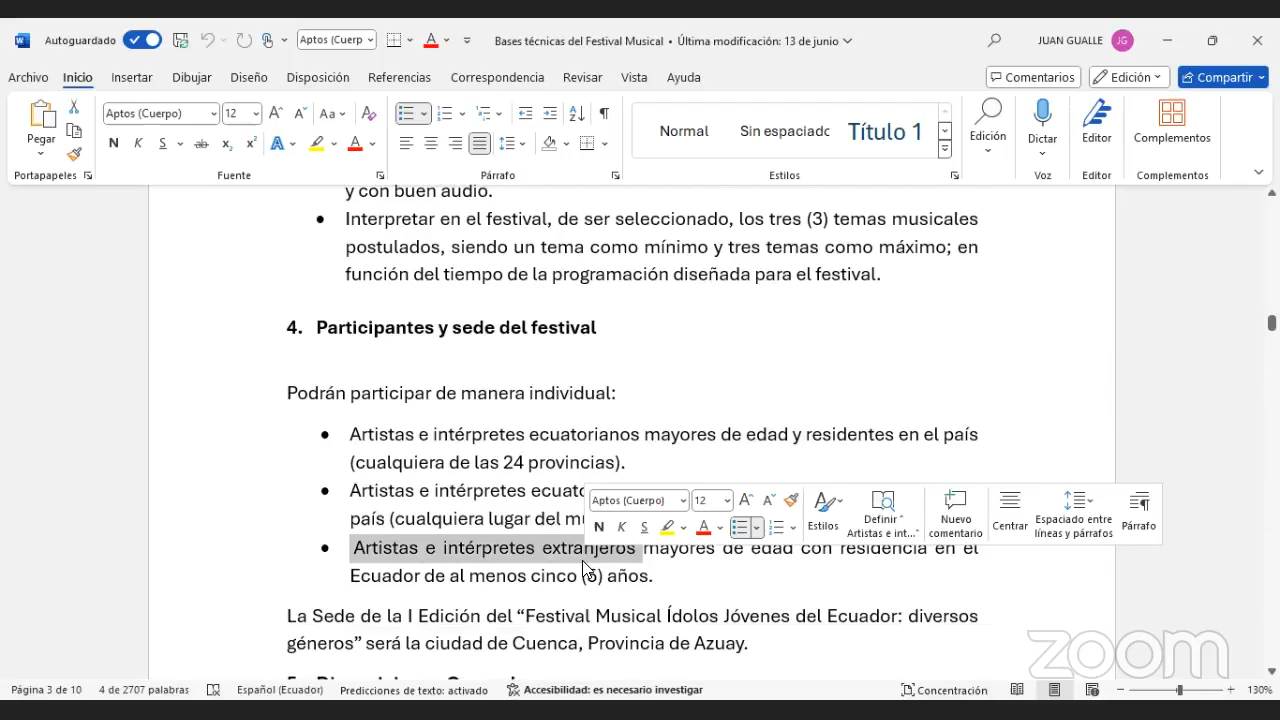 Autoguardado
Aptos (Cuerp
Bases técnicas del Festival Musical • Última modificación: 13 de junio
JUAN GUALLE
JG
Archivo Inicio Insertar Dibujar Diseño Disposición Referencias Correspondencia Revisar Vista Ayuda
Comentarios
Edición
Compartir
Pegar
Aptos (Cuerpo)
12
Normal
Sin espaciado
Título 1
Edición
Dictar
Editor
Complementos
Portapapeles
Fuente
Párrafo
Estilos
Voz
Editor
Complementos
y con buen audio.
• Interpretar en el festival, de ser seleccionado, los tres (3) temas musicales
postulados, siendo un tema como mínimo y tres temas como máximo; en
función del tiempo de la programación diseñada para el festival.
4. Participantes y sede del festival
Podrán participar de manera individual:
• Artistas e intérpretes ecuatorianos mayores de edad y residentes en el país
(cualquiera de las 24 provincias).
• Artistas e intérpretes
país (cualquiera lugar del
• Artistas e intérpretes extranjeros mayores de edad con residencia en el
Ecuador de al menos cinco (5) años.
Aptos (Cuerpo)
12
N K S
Estilos
Definir "
Artistas e int...
Nuevo
comentario
Centrar
Espaciado entre
líneas y párrafos
Párrafo
La Sede de la I Edición del “Festival Musical Ídolos Jóvenes del Ecuador: diversos
géneros” será la ciudad de Cuenca, Provincia de Azuay.
zoom
Página 3 de 10
4 de 2707 palabras
Español (Ecuador)
Predicciones de texto: activado
Accesibilidad: es necesario investigar
Concentración
130%